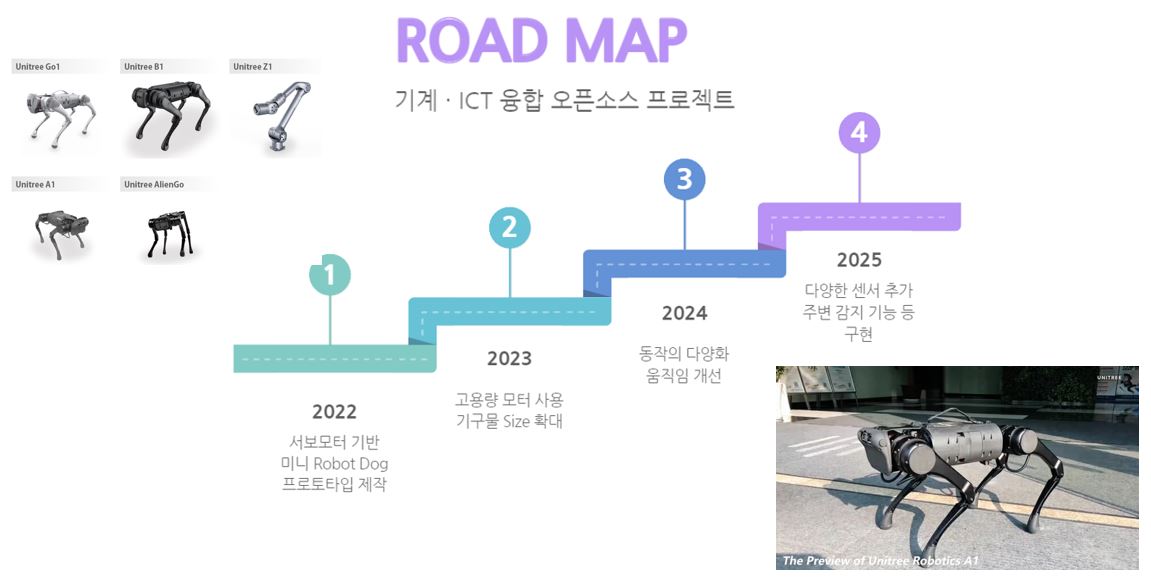 ROAD MAP
기계 · ICT 융합 오픈소스 프로젝트
Unitree Go1
Unitree B1
Unitree Z1
Unitree A1
Unitree AlienGo
1
2022
서보모터 기반
미니 Robot Dog
프로토타입 제작
2
2023
고용량 모터 사용
기구물 Size 확대
3
2024
동작의 다양화
움직임 개선
4
2025
다양한 센서 추가
주변 감지 기능 등
구현
UNITREE
The Preview of Unitree Robotics A1